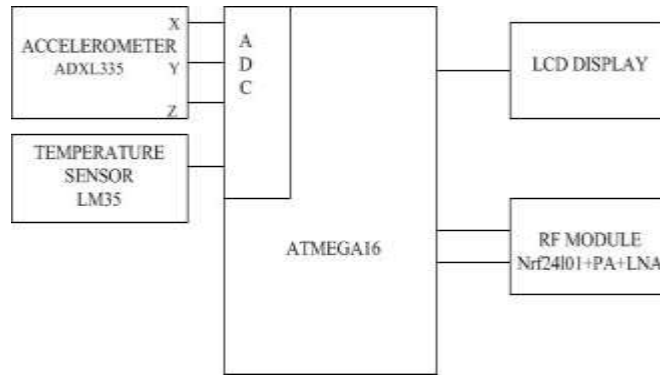 X
ACCELEROMETER
ADXL335
Y
Z
A
D
C
TEMPERATURE
SENSOR
LM35
ATMEGA16
LCD DISPLAY
RF MODULE
Nrf24l01+PA+LNA